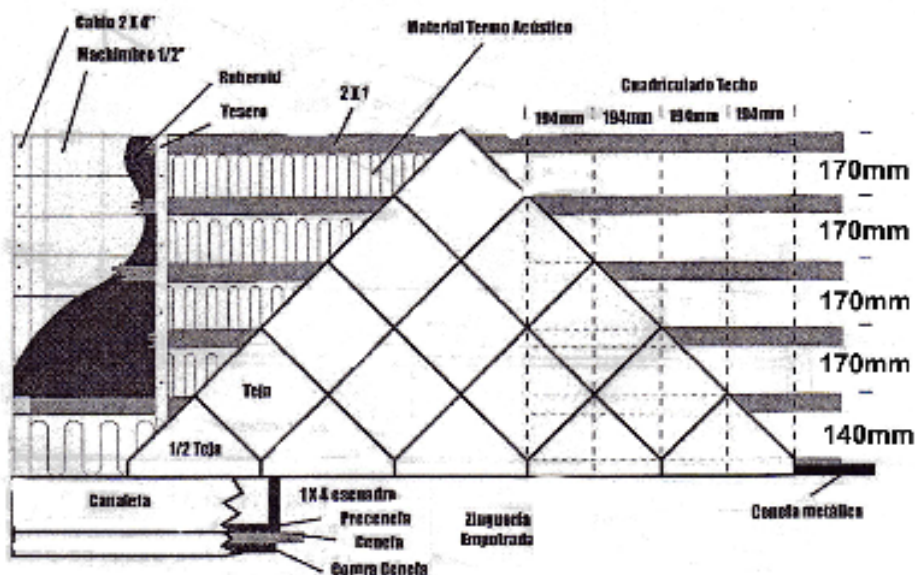 Cabio 2 X 4"
Machimbro 1/2"
Ruberoid
Tesero
2 X 1
Material Termo Acústico
Cuadriculado Techo
194mm 194mm 194mm 194mm
170mm
170mm
170mm
170mm
140mm
Teja
1/2 Teja
Canaleta
1 X 4 escuadra
Precenefa
Cenefa
Contra Cenefa
Zinguería
Empotrada
Cenefa metálica